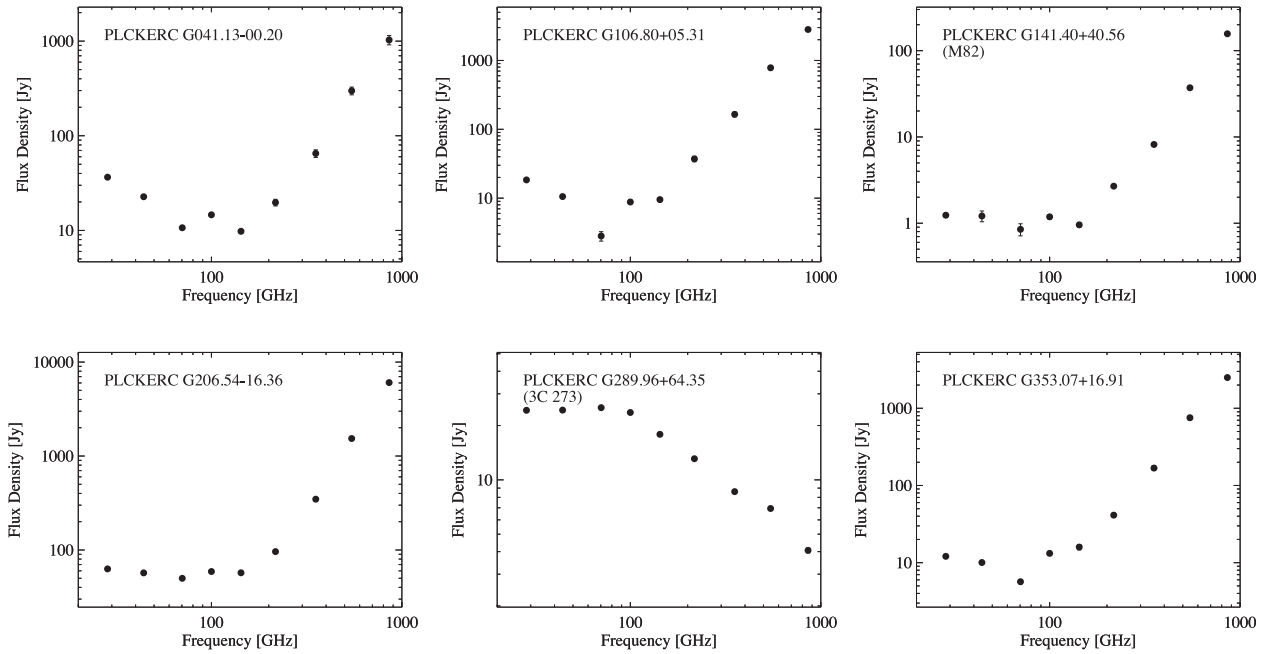 PLCKERC G041.13-00.20
1000
100
10
Flux Density [Jy]
100
1000
Frequency [GHz]
PLCKERC G106.80+05.31
1000
100
10
Flux Density [Jy]
100
1000
Frequency [GHz]
PLCKERC G141.40+40.56
(M82)
100
10
1
Flux Density [Jy]
100
1000
Frequency [GHz]
PLCKERC G206.54-16.36
10000
1000
100
Flux Density [Jy]
100
1000
Frequency [GHz]
PLCKERC G289.96+64.35
(3C 273)
10
Flux Density [Jy]
100
1000
Frequency [GHz]
PLCKERC G353.07+16.91
1000
100
10
Flux Density [Jy]
100
1000
Frequency [GHz]